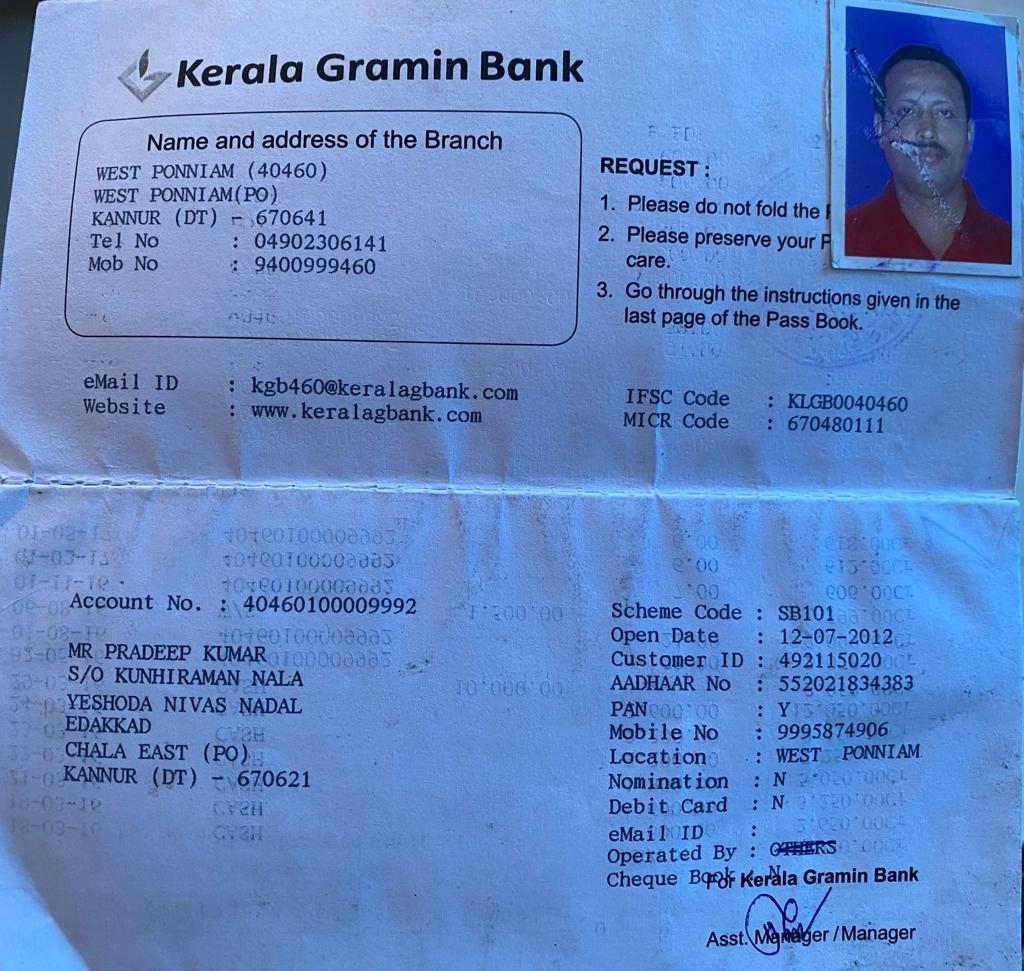 Kerala Gramin Bank
Name and address of the Branch
WEST PONNIAM (40460)
WEST PONNIAM(PO)
KANNUR (DT) - 670641
Tel No : 04902306141
Mob No : 9400999460
eMail ID : kgb460@keralagbank.com
Website : www.keralagbank.com
REQUEST :
1. Please do not fold the
2. Please preserve your
care.
3. Go through the instructions given in the
last page of the Pass Book.
IFSC Code : KLGB0040460
MICR Code : 670480111
Account No. : 40460100009992
MR PRADEEP KUMAR
S/O KUNHIRAMAN NALA
YESHODA NIVAS NADAL
EDAKKAD
CHALA EAST (PO)
KANNUR (DT) - 670621
Scheme Code : SB101
Open Date : 12-07-2012
Customer ID : 492115020
AADHAAR No : 552021834383
PAN : Y
Mobile No : 9995874906
Location : WEST PONNIAM
Nomination : N
Debit Card : N
eMail ID :
Operated By : OTHERS
Cheque Book : N
For Kerala Gramin Bank
Asst. Manager / Manager